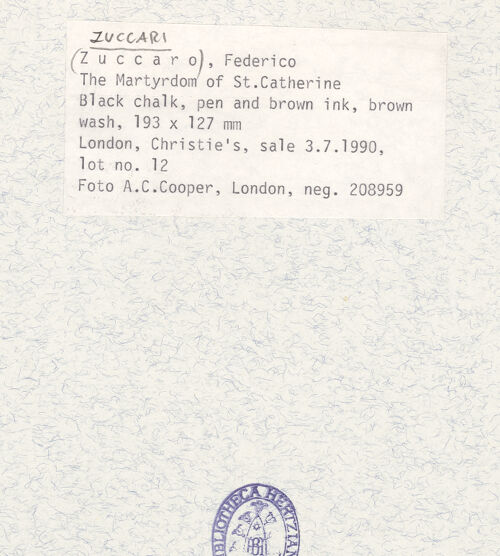 ZUCCARI
(Zuccaro), Federico
The Martyrdom of St.Catherine
Black chalk, pen and brown ink, brown
wash, 193 x 127 mm
London, Christie's, sale 3.7.1990,
lot no. 12
Foto A.C.Cooper, London, neg. 208959
BIBLIOTHECA HERTZIAN